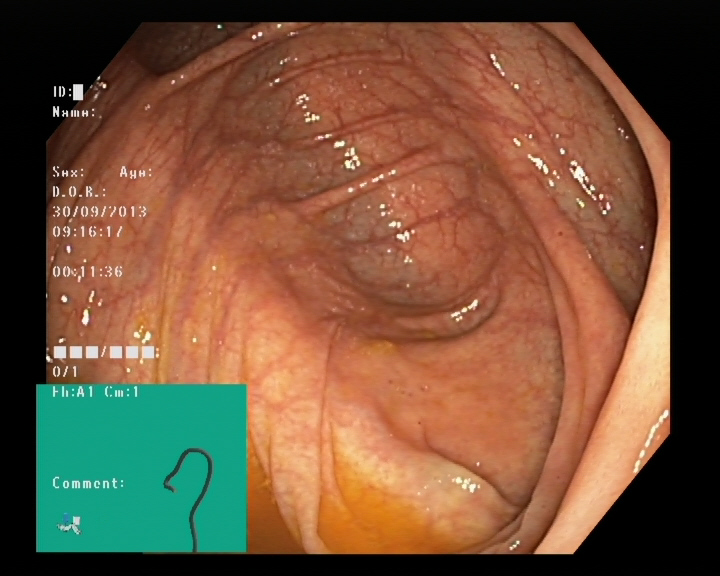 ID:
Name:
Sex: Age:
D.O.B.:
30/09/2013
09:16:17
00:11:36
/
0/1
Eh:A1 Cm:1
Comment: